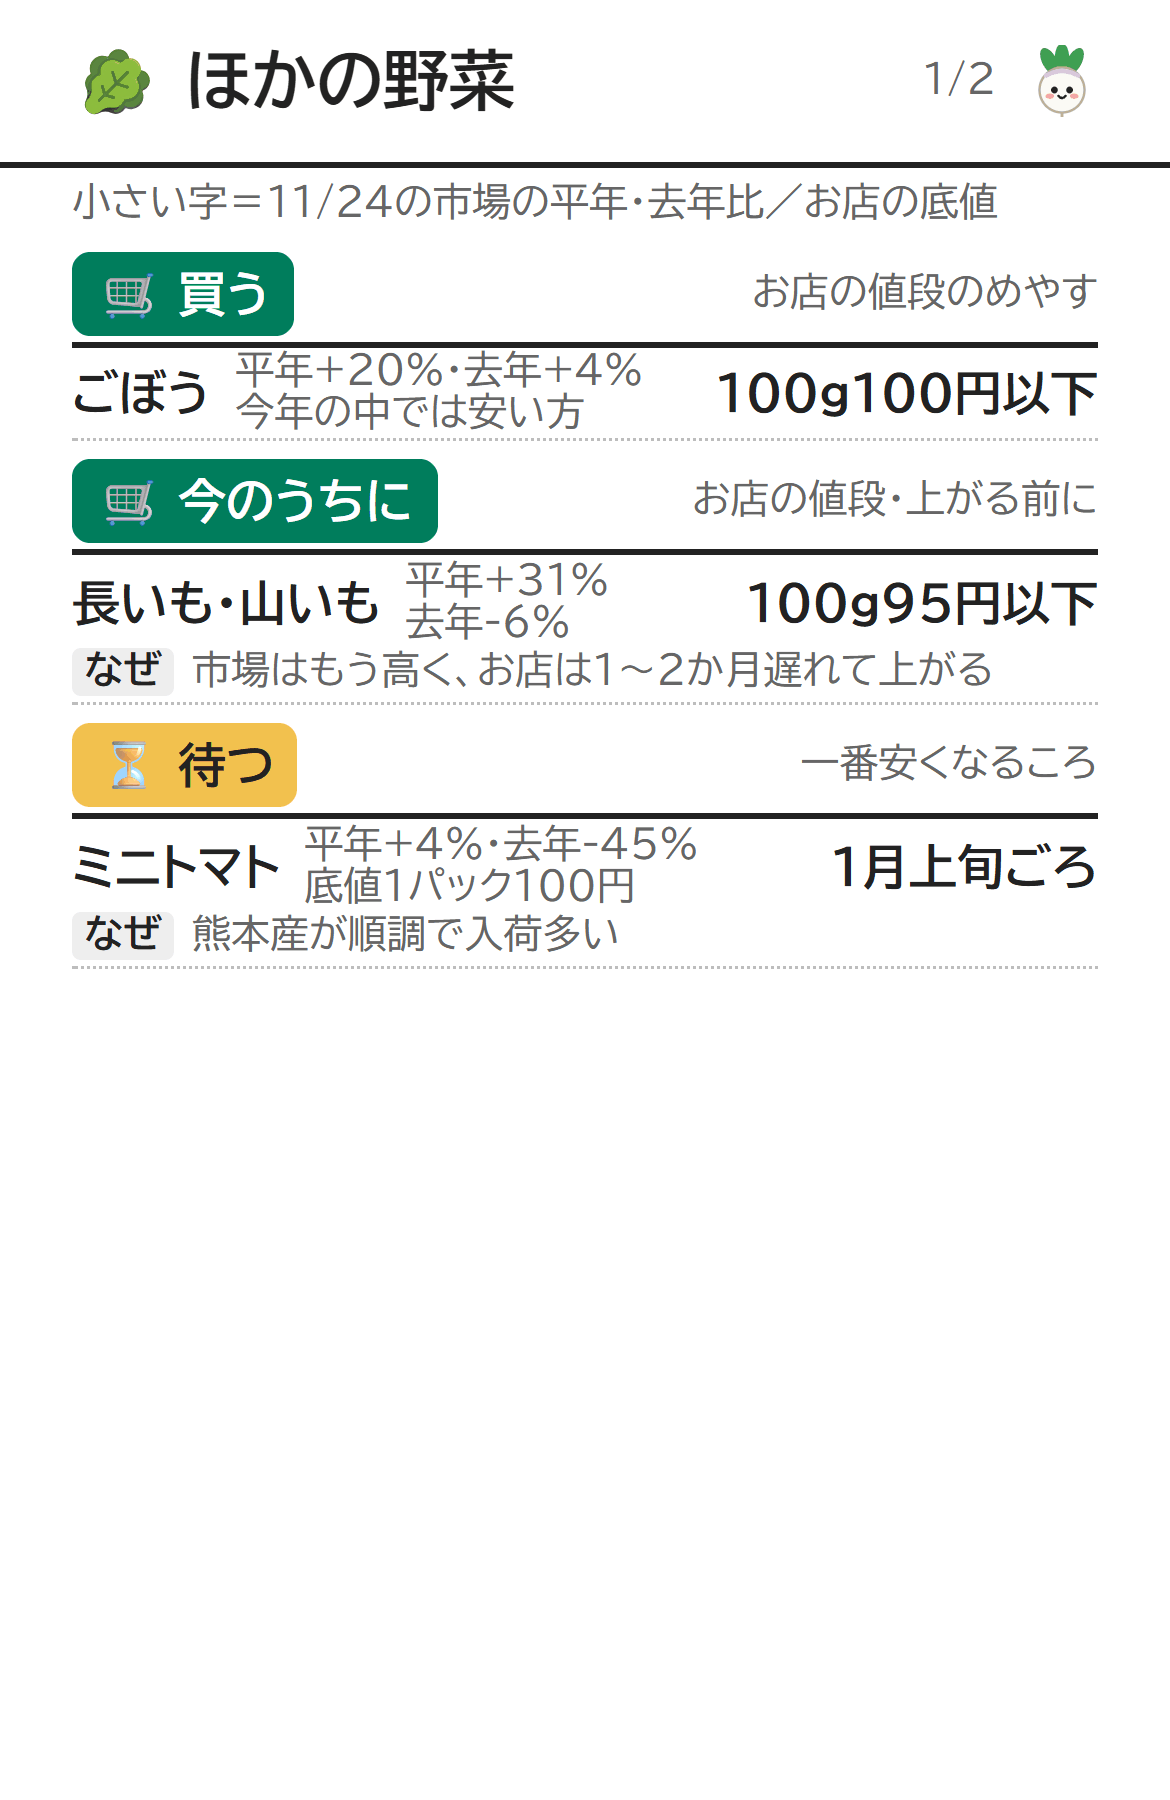 ほかの野菜
1/2
小さい字=11/24の市場の平年・去年比／お店の底値
買う
お店の値段のめやす
ごぼう
平年+20%・去年+4%
今年の中では安い方
100g100円以下
今のうちに
お店の値段・上がる前に
長いも・山いも
平年+31%
去年-6%
100g95円以下
なぜ 市場はもう高く、お店は1～2か月遅れて上がる
待つ
一番安くなるころ
ミニトマト
平年+4%・去年-45%
底値1パック100円
1月上旬ごろ
なぜ 熊本産が順調で入荷多い